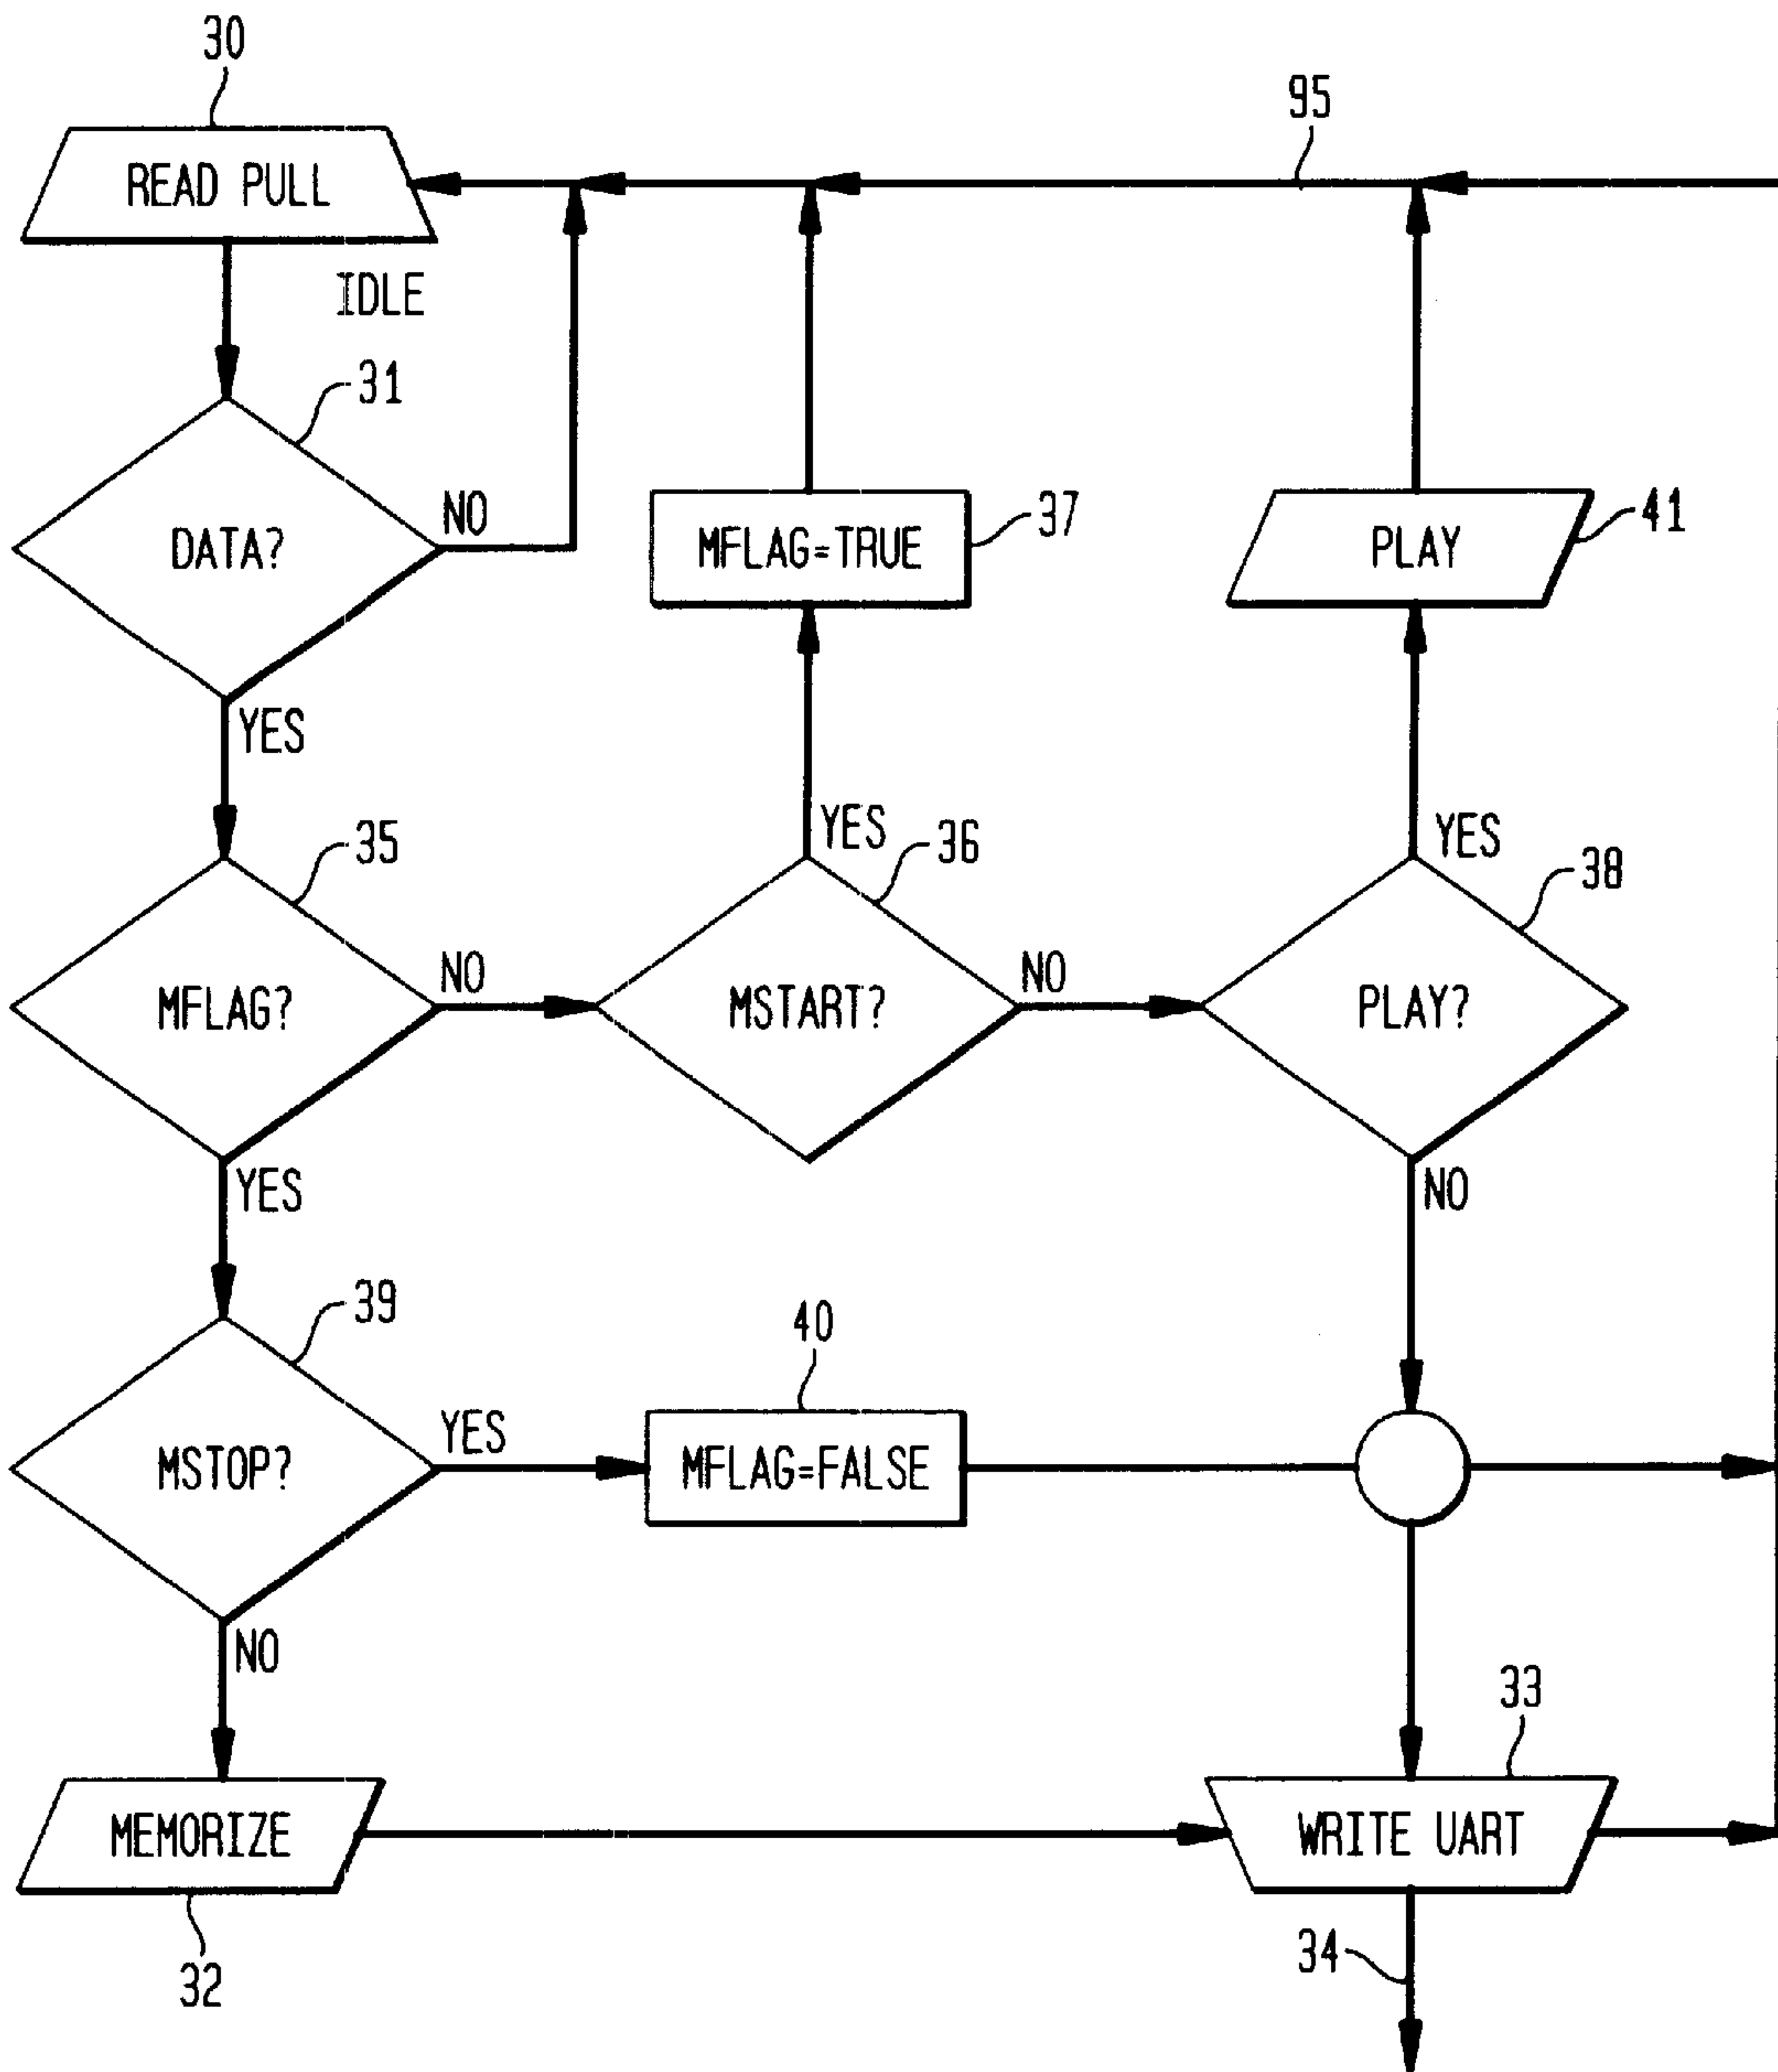 30
95
READ PULL
IDLE
31
DATA?
NO
MFLAG=TRUE
37
PLAY
41
YES
35
YES
36
YES
38
MFLAG?
NO
MSTART?
NO
PLAY?
YES
NO
39
40
MSTOP?
YES
MFLAG=FALSE
NO
33
MEMORIZE
WRITE UART
32
34